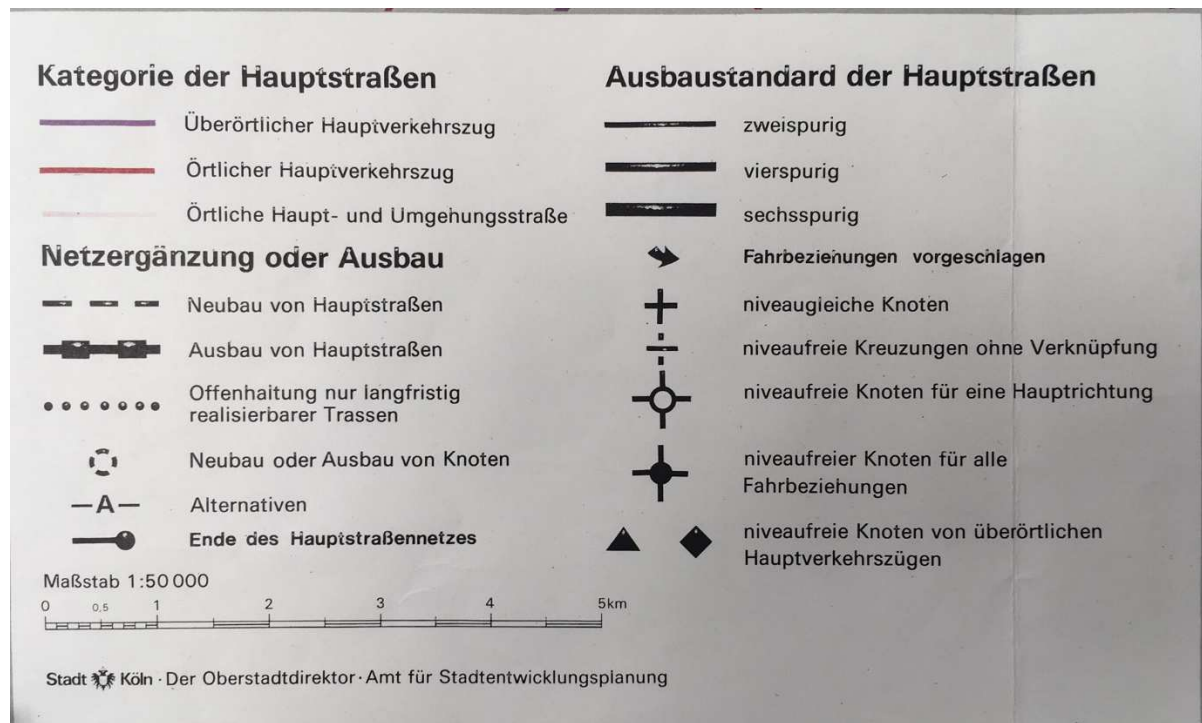 Kategorie der Hauptstraßen
Überörtlicher Hauptverkehrszug
Örtlicher Hauptverkehrszug
Örtliche Haupt- und Umgehungsstraße
Netzergänzung oder Ausbau
Neubau von Hauptstraßen
Ausbau von Hauptstraßen
Offenhaltung nur langfristig
realisierbarer Trassen
Neubau oder Ausbau von Knoten
—A— Alternativen
Ende des Hauptstraßennetzes
Maßstab 1:50 000
0 0,5 1 2 3 4 5km
Stadt Köln · Der Oberstadtdirektor · Amt für Stadtentwicklungsplanung
Ausbaustandard der Hauptstraßen
zweispurig
vierspurig
sechsspurig
Fahrbeziehungen vorgeschlagen
niveaugleiche Knoten
niveaufreie Kreuzungen ohne Verknüpfung
niveaufreie Knoten für eine Hauptrichtung
niveaufreier Knoten für alle
Fahrbeziehungen
niveaufreie Knoten von überörtlichen
Hauptverkehrszügen